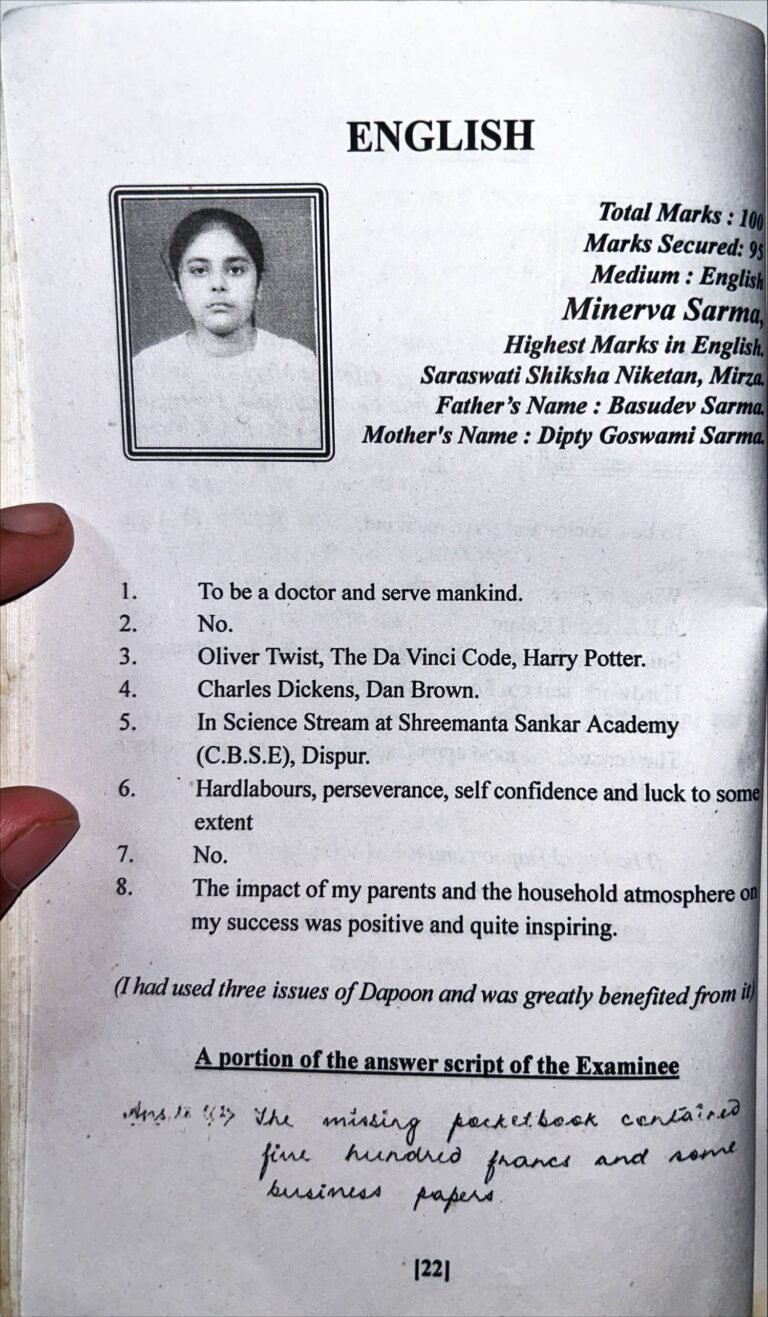 ENGLISH
Total Marks : 100
Marks Secured: 95
Medium : English
Minerva Sarma,
Highest Marks in English.
Saraswati Shiksha Niketan, Mirza.
Father's Name : Basudev Sarma.
Mother's Name : Dipty Goswami Sarma.
1. To be a doctor and serve mankind.
2. No.
3. Oliver Twist, The Da Vinci Code, Harry Potter.
4. Charles Dickens, Dan Brown.
5. In Science Stream at Shreemanta Sankar Academy
(C.B.S.E), Dispur.
6. Hardlabours, perseverance, self confidence and luck to some
extent
7. No.
8. The impact of my parents and the household atmosphere on
my success was positive and quite inspiring.
(I had used three issues of Dapoon and was greatly benefited from it)
A portion of the answer script of the Examinee
The missing pocketbook contained
five hundred francs and some
business papers.
|22|